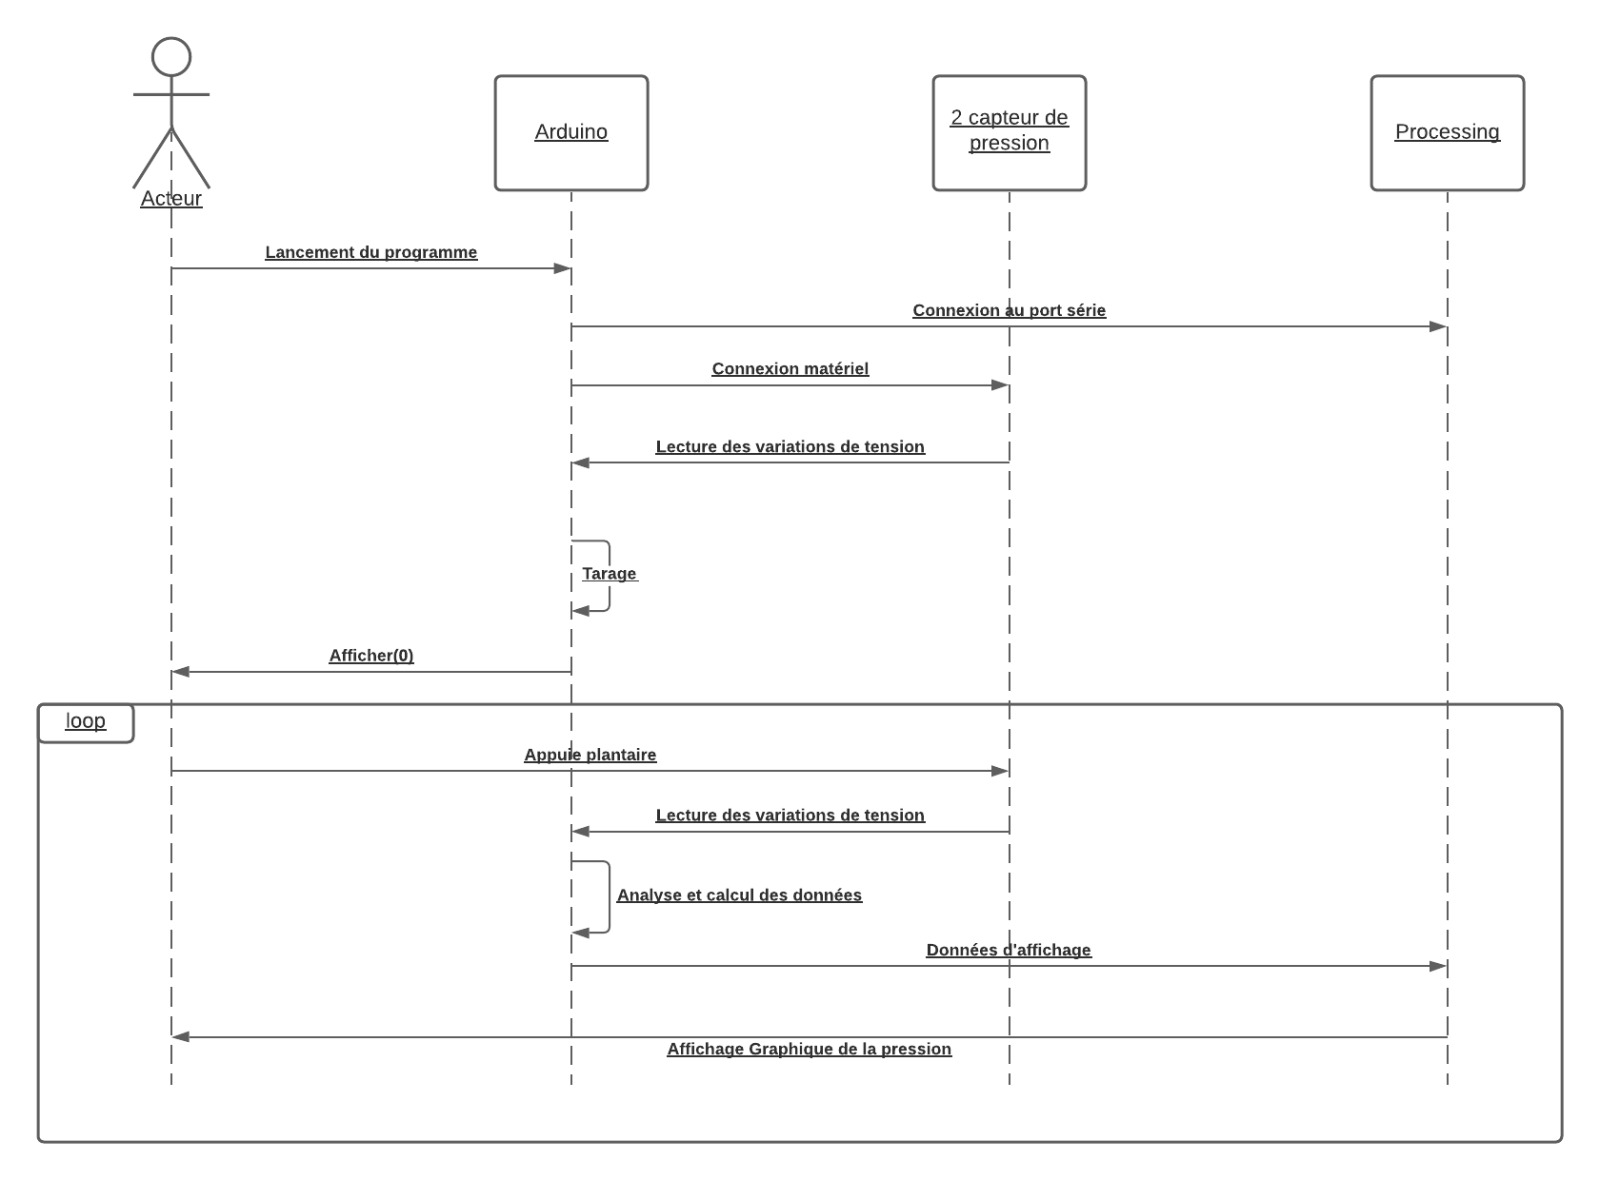 Arduino
2 capteur de
pression
Processing
Acteur
Lancement du programme
Connexion au port série
Connexion matériel
Lecture des variations de tension
Tarage
Afficher(0)
loop
Appuie plantaire
Lecture des variations de tension
Analyse et calcul des données
Données d'affichage
Affichage Graphique de la pression